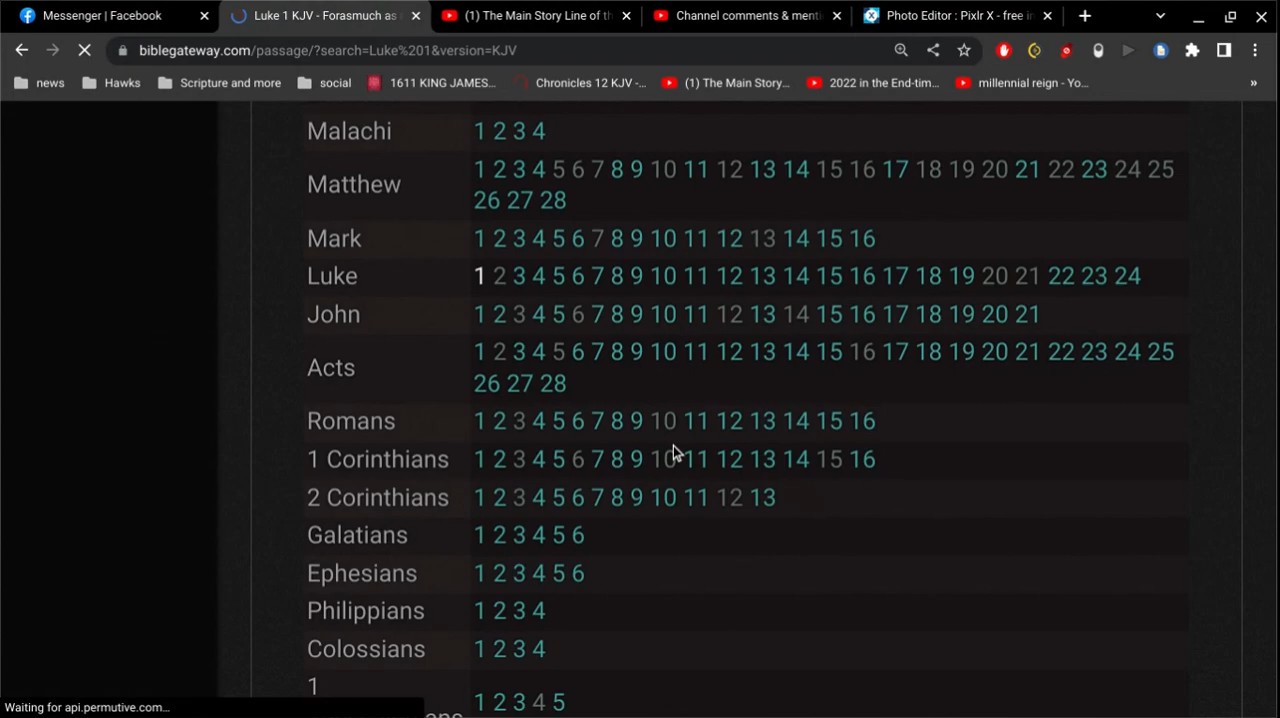 Messenger | Facebook
Luke 1 KJV - Forasmuch as
(1) The Main Story Line of th
Channel comments & menti
Photo Editor : Pixlr X - free i
biblegateway.com/passage/?search=Luke%201&version=KJV
news
Hawks
Scripture and more
social
1611 KING JAMES...
Chronicles 12 KJV -...
(1) The Main Story...
2022 in the End-tim...
millennial reign - Yo...
»
Malachi 1 2 3 4
Matthew 1 2 3 4 5 6 7 8 9 10 11 12 13 14 15 16 17 18 19 20 21 22 23 24 25
26 27 28
Mark 1 2 3 4 5 6 7 8 9 10 11 12 13 14 15 16
Luke 1 2 3 4 5 6 7 8 9 10 11 12 13 14 15 16 17 18 19 20 21 22 23 24
John 1 2 3 4 5 6 7 8 9 10 11 12 13 14 15 16 17 18 19 20 21
Acts 1 2 3 4 5 6 7 8 9 10 11 12 13 14 15 16 17 18 19 20 21 22 23 24 25
26 27 28
Romans 1 2 3 4 5 6 7 8 9 10 11 12 13 14 15 16
1 Corinthians 1 2 3 4 5 6 7 8 9 10 11 12 13 14 15 16
2 Corinthians 1 2 3 4 5 6 7 8 9 10 11 12 13
Galatians 1 2 3 4 5 6
Ephesians 1 2 3 4 5 6
Philippians 1 2 3 4
Colossians 1 2 3 4
1
1 2 3 4 5
ons
Waiting for api.permutive.com...